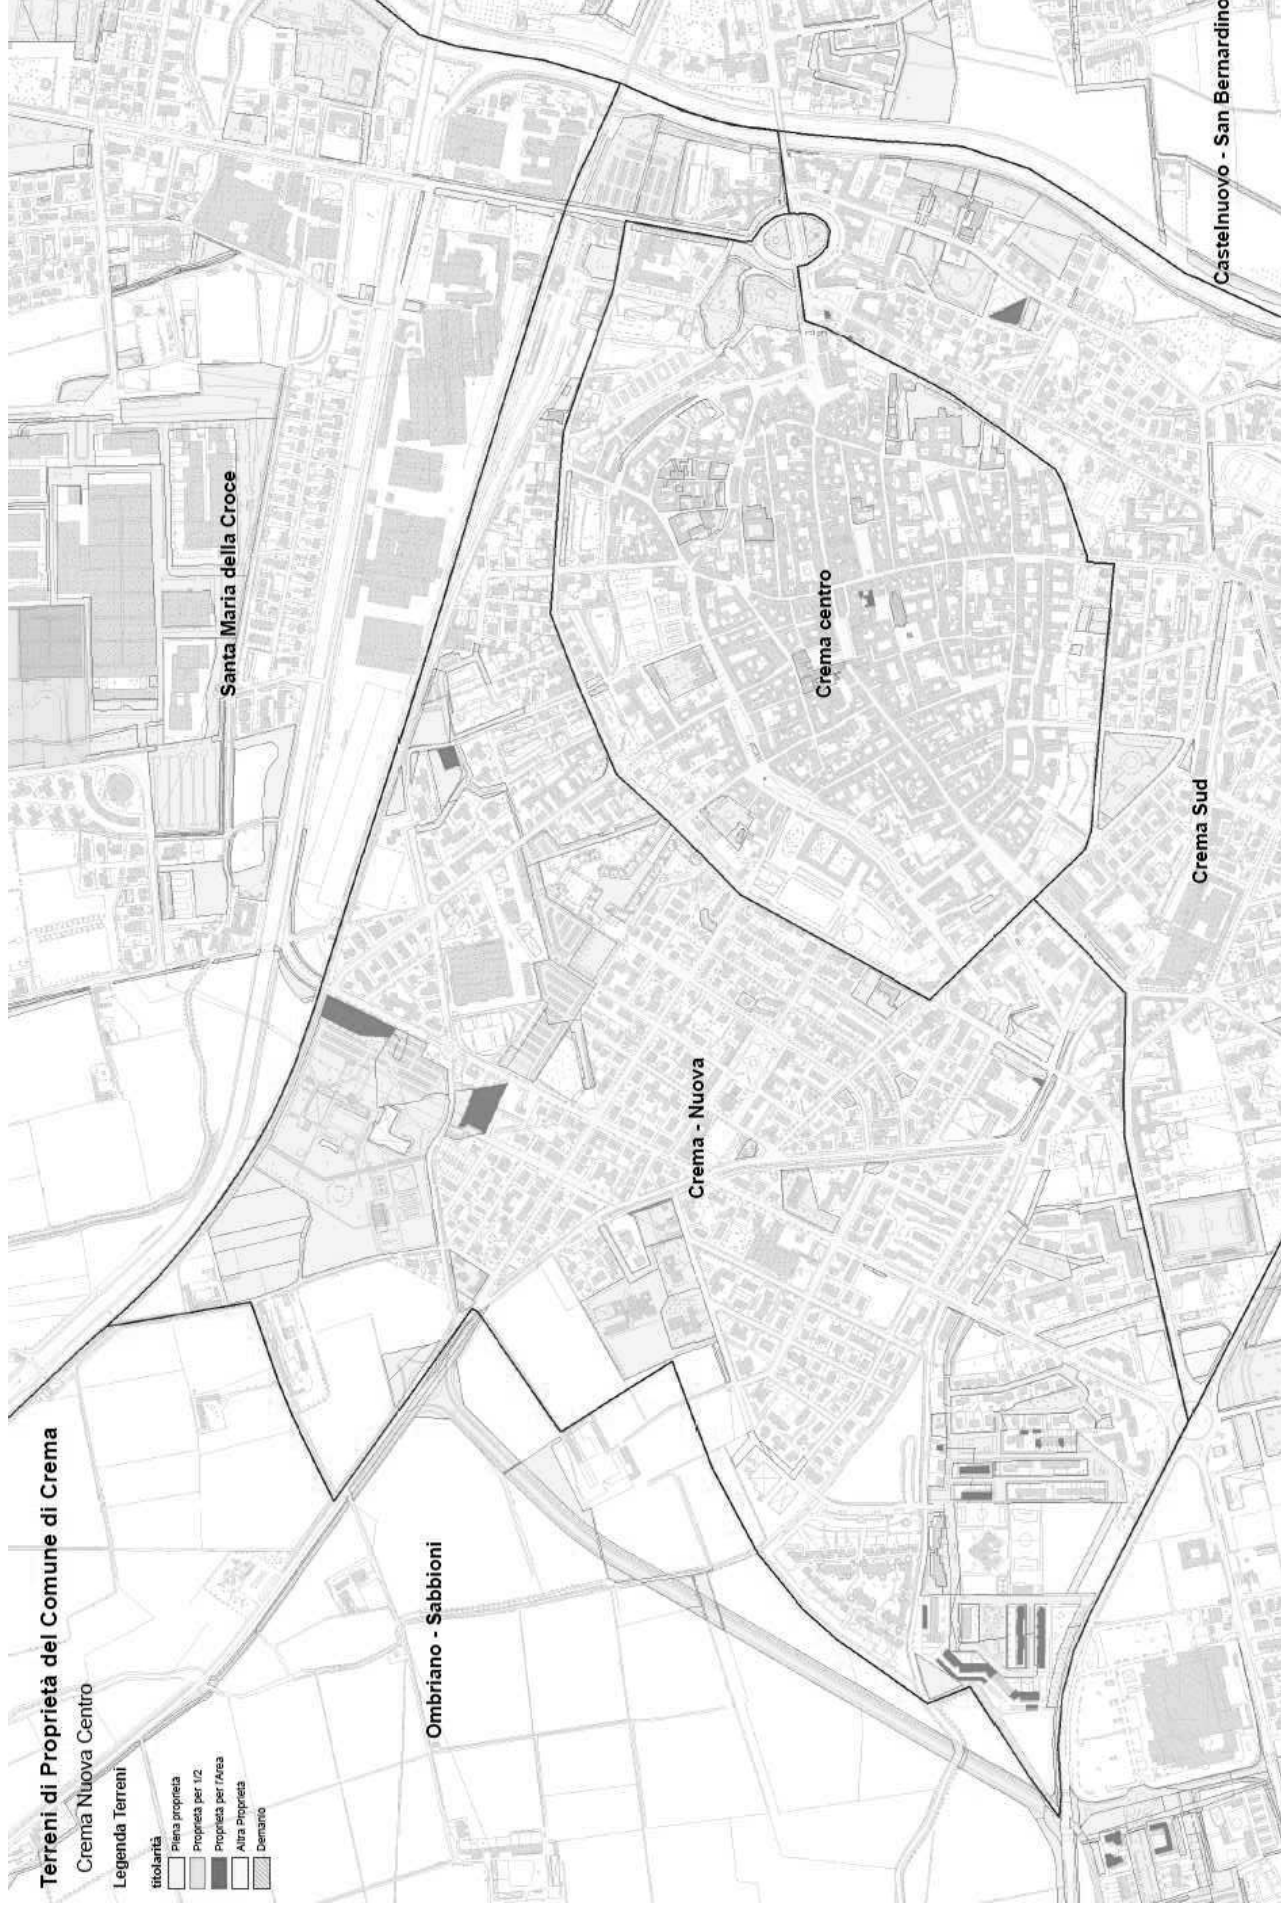 Terreni di Proprietà del Comune di Crema
Crema Nuova Centro
Legenda Terreni
titolarità
Piena proprietà
Proprietà per 1/2
Proprietà per l'Area
Altra Proprietà
Demanio
Ombriano - Sabbioni
Santa Maria della Croce
Crema - Nuova
Crema centro
Crema Sud
Castelnuovo - San Bernardino